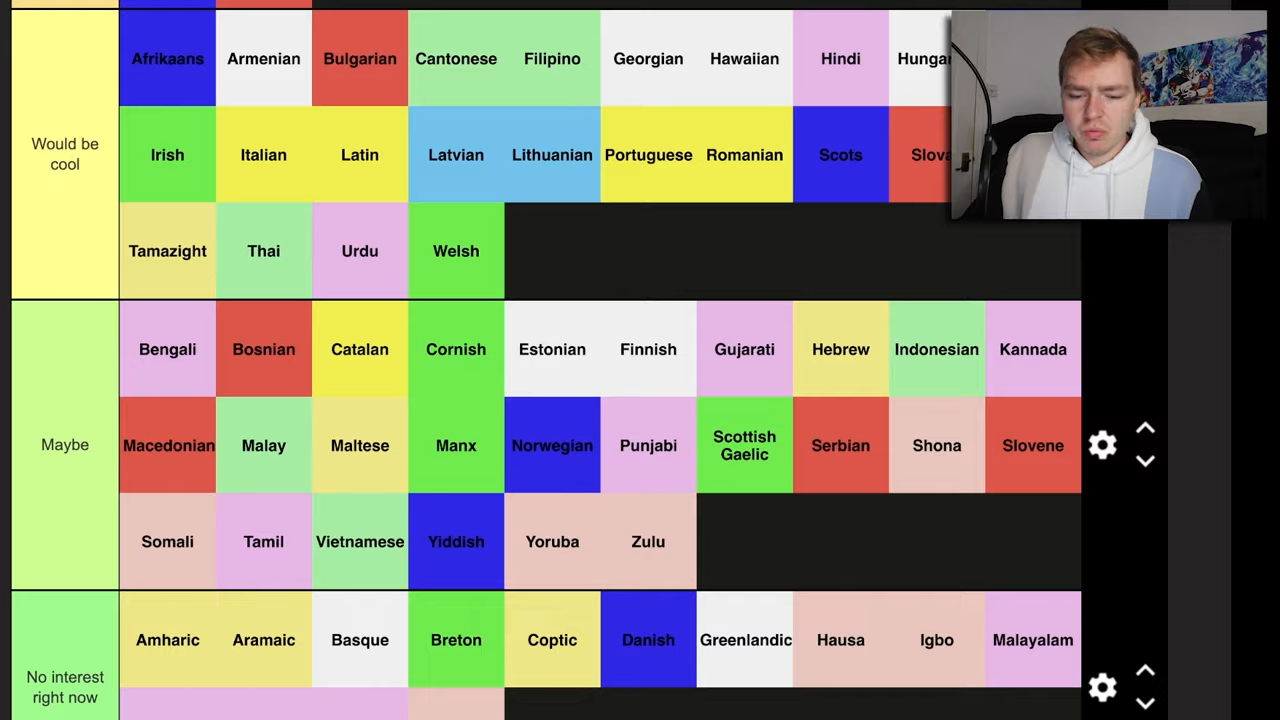 Would be
cool
Afrikaans Armenian Bulgarian Cantonese Filipino Georgian Hawaiian Hindi
Irish Italian Latin Latvian Lithuanian Portuguese Romanian Scots
Tamazight Thai Urdu Welsh
Maybe
Bengali Bosnian Catalan Cornish Estonian Finnish Gujarati Hebrew Indonesian Kannada
Macedonian Malay Maltese Manx Norwegian Punjabi Scottish Gaelic Serbian Shona Slovene
Somali Tamil Vietnamese Yiddish Yoruba Zulu
No interest
right now
Amharic Aramaic Basque Breton Coptic Danish Greenlandic Hausa Igbo Malayalam